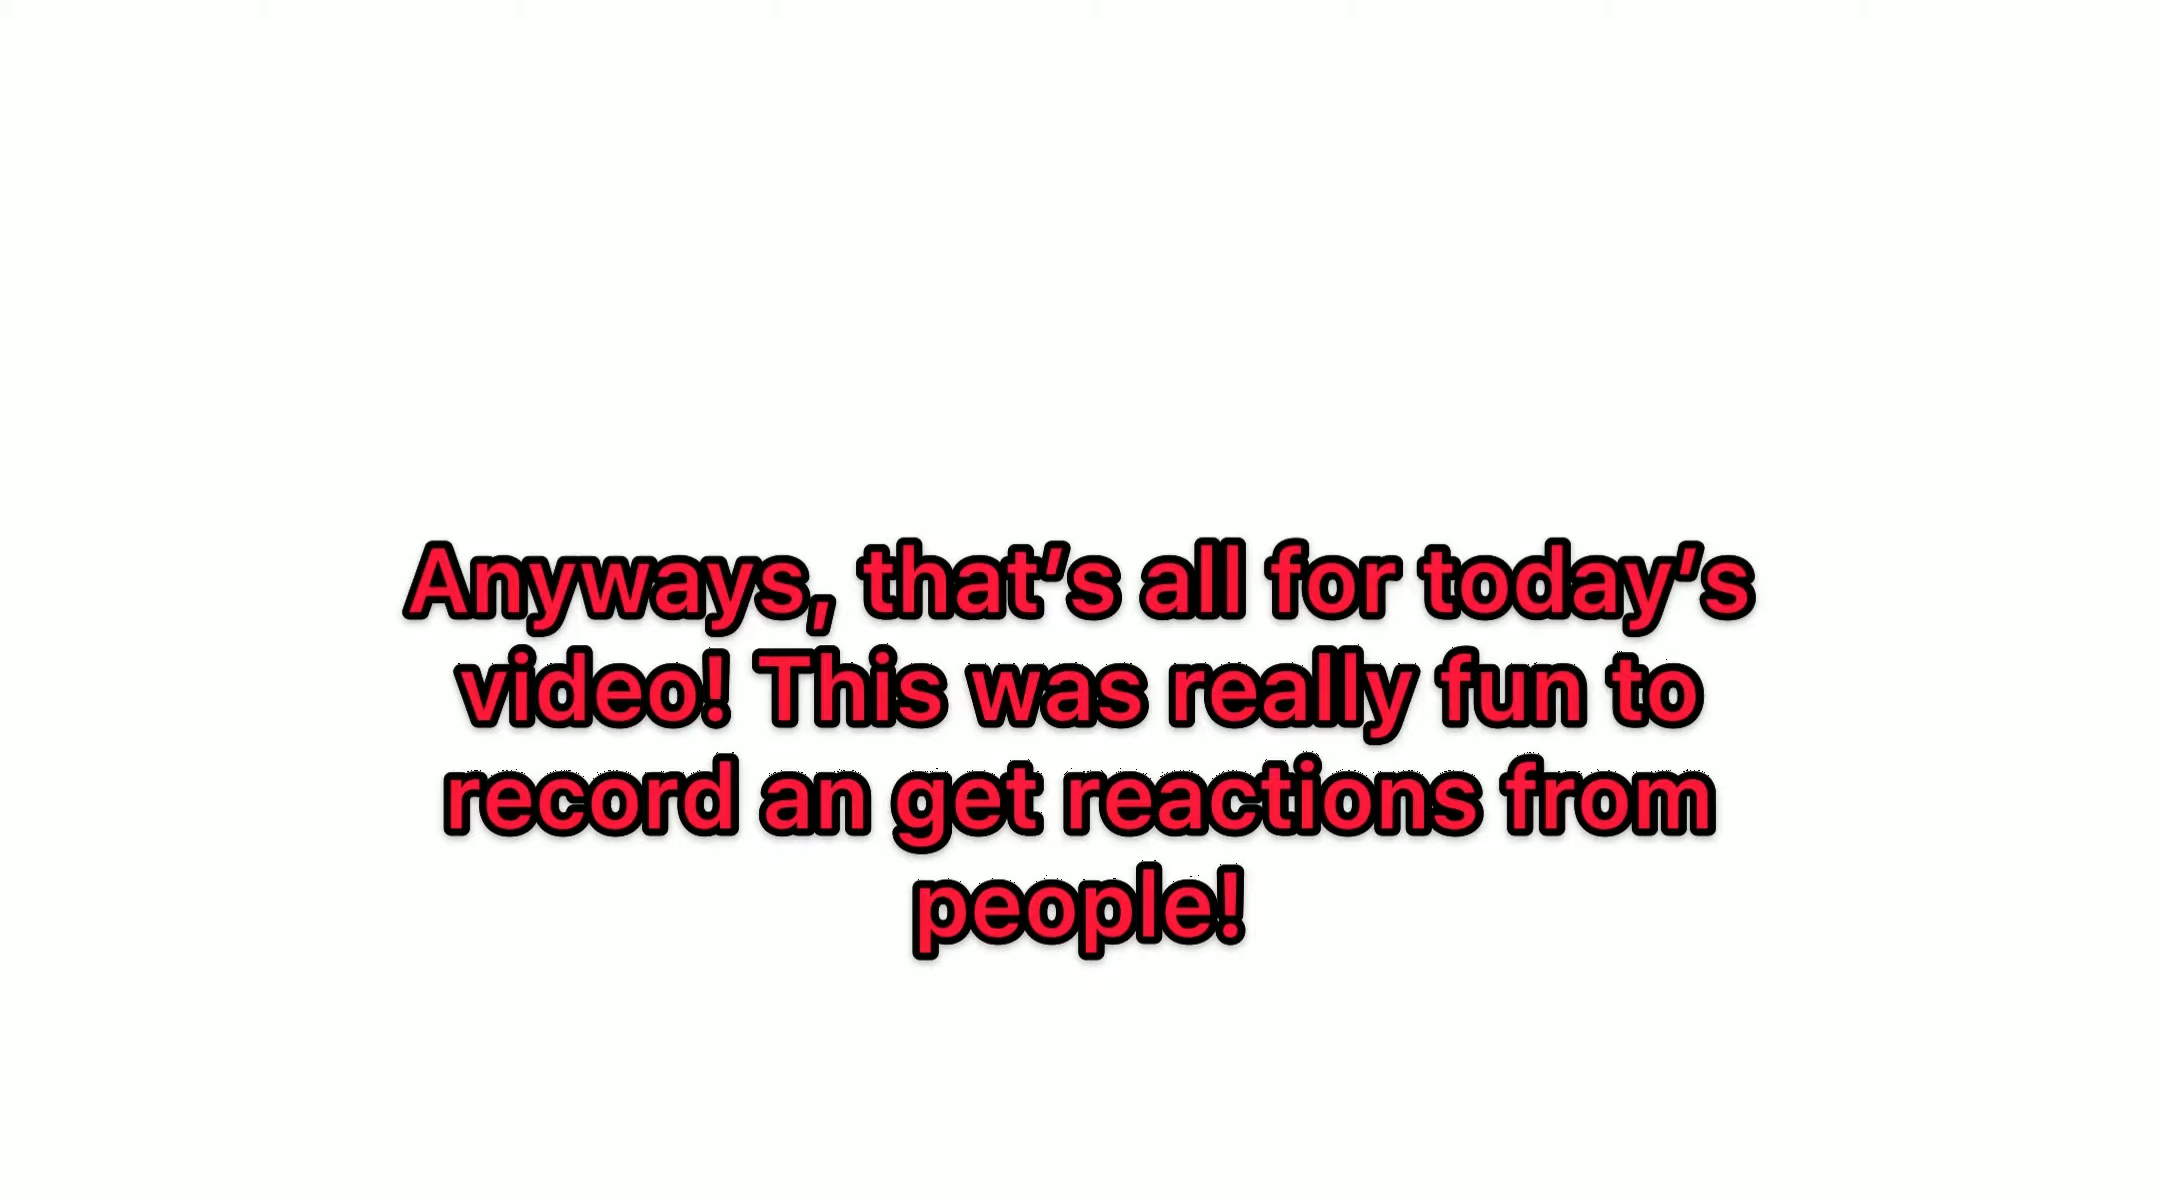 Anyways, that’s all for today’s
video! This was really fun to
record an get reactions from
people!